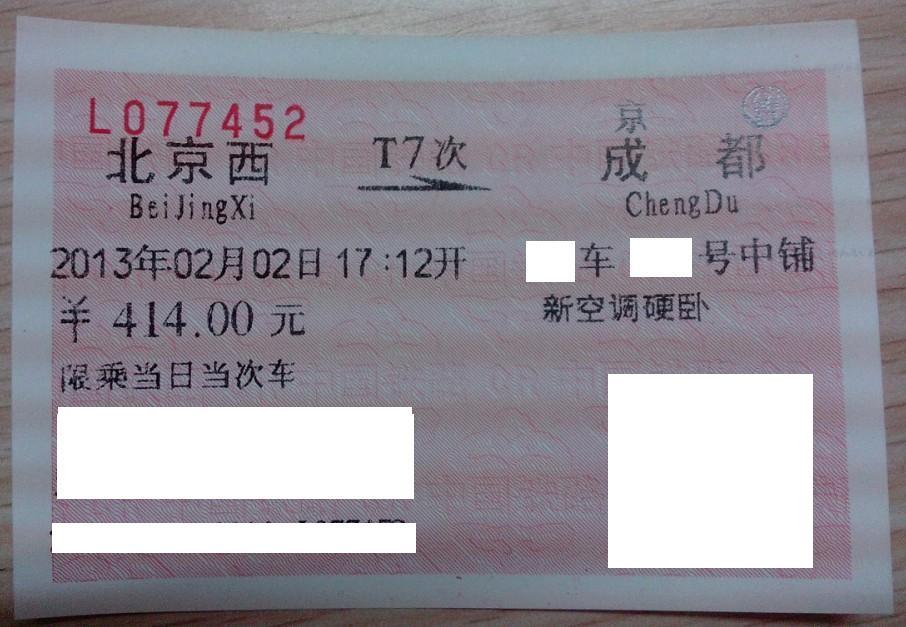 L077452
京
北京西 T7次 成都
BeiJingXi ChengDu
2013年02月02日 17:12开 车 号中铺
￥ 414.00 元 新空调硬卧
限乘当日当次车